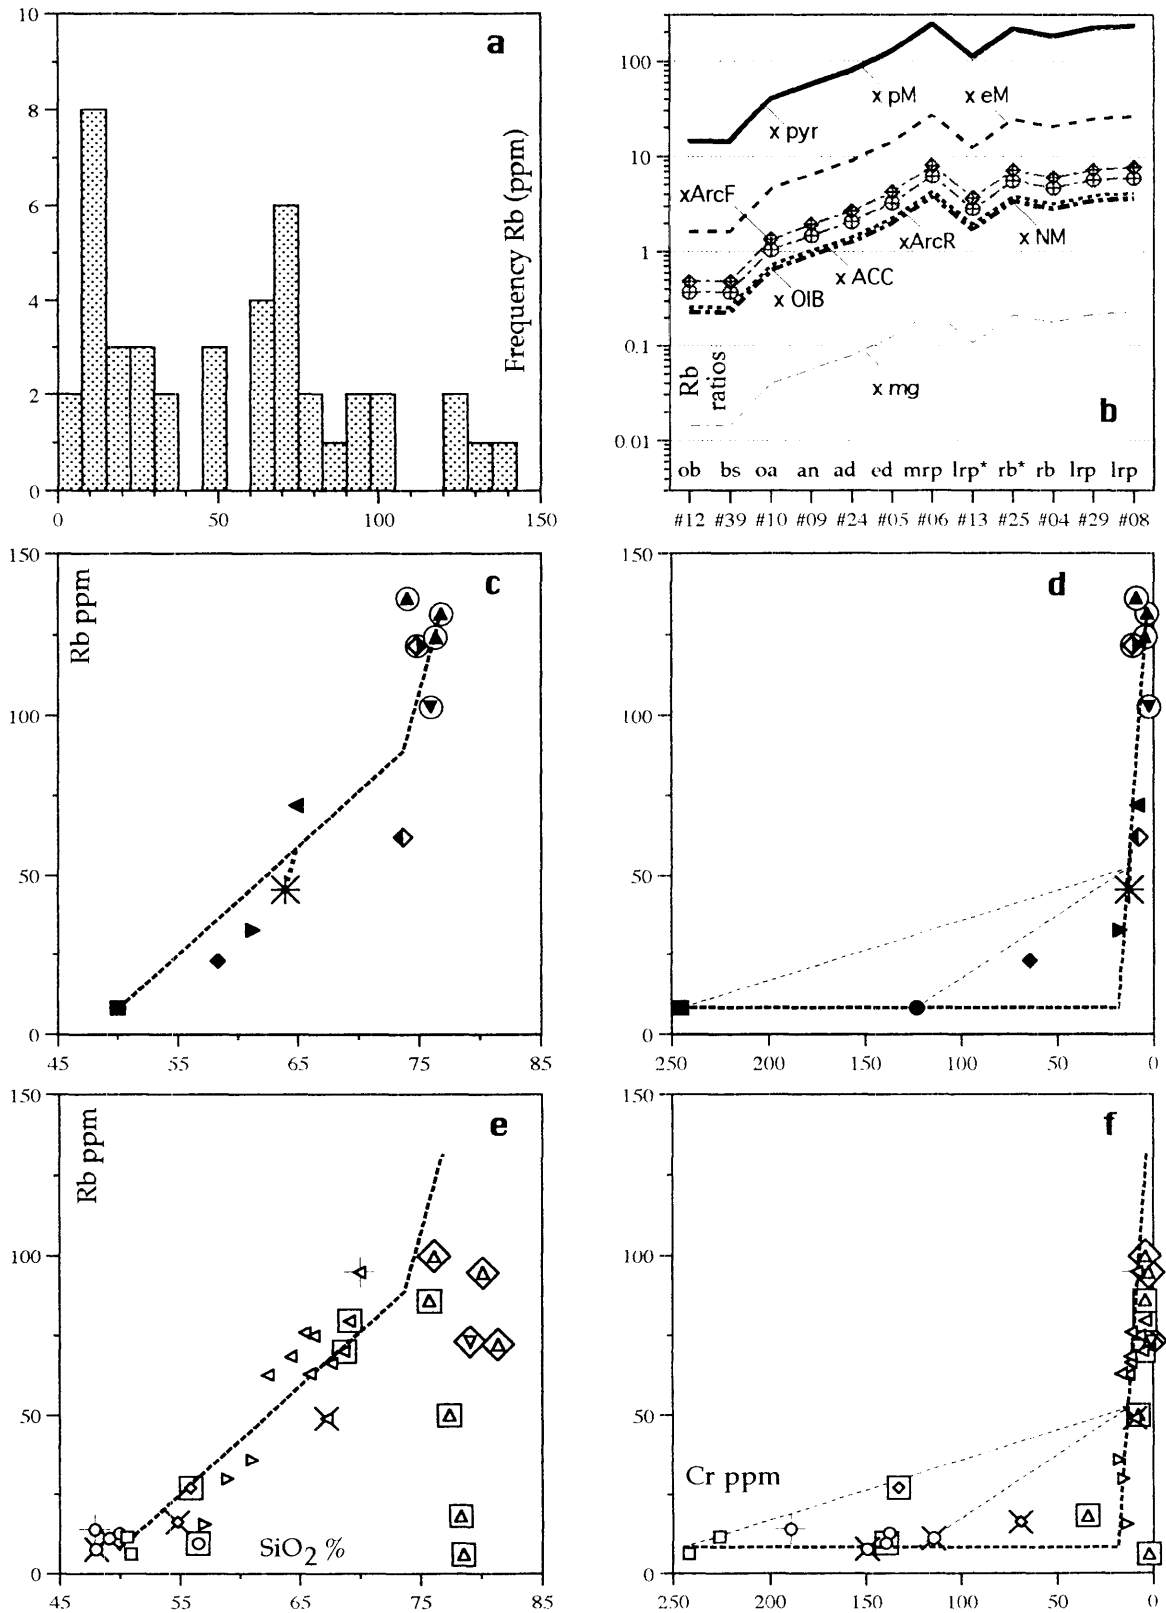 10
a
8
6
4
2
0
Frequency Rb (ppm)
0 50 100 150
b
100
10
1
0.1
0.01
x pM
x eM
x pyr
xArcF
xArcR
x NM
x ACC
x OIB
x mg
Rb
ratios
ob bs oa an ad ed mrp lrp* rb* rb lrp lrp
#12 #39 #10 #09 #24 #05 #06 #13 #25 #04 #29 #08
150
Rb ppm
c
100
50
0
45 55 65 75 85
150
d
100
50
0
250 200 150 100 50 0
150
Rb ppm
e
100
50
0
SiO2 %
45 55 65 75 85
150
f
100
50
Cr ppm
0
250 200 150 100 50 0